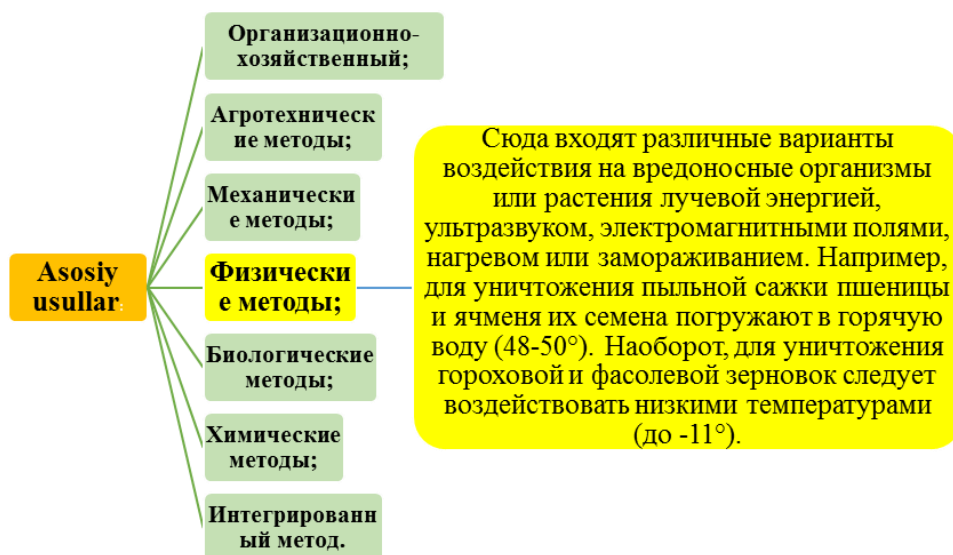 Asosiy
usullar:
Организационно-
хозяйственный;
Агротехническ
ие методы;
Механически
е методы;
Физически
е методы;
Биологические
методы;
Химические
методы;
Интегрированн
ый метод.
Сюда входят различные варианты
воздействия на вредоносные организмы
или растения лучевой энергией,
ультразвуком, электромагнитными полями,
нагревом или замораживанием. Например,
для уничтожения пыльной сажки пшеницы
и ячменя их семена погружают в горячую
воду (48-50°). Наоборот, для уничтожения
гороховой и фасолевой зерновок следует
воздействовать низкими температурами
(до -11°).